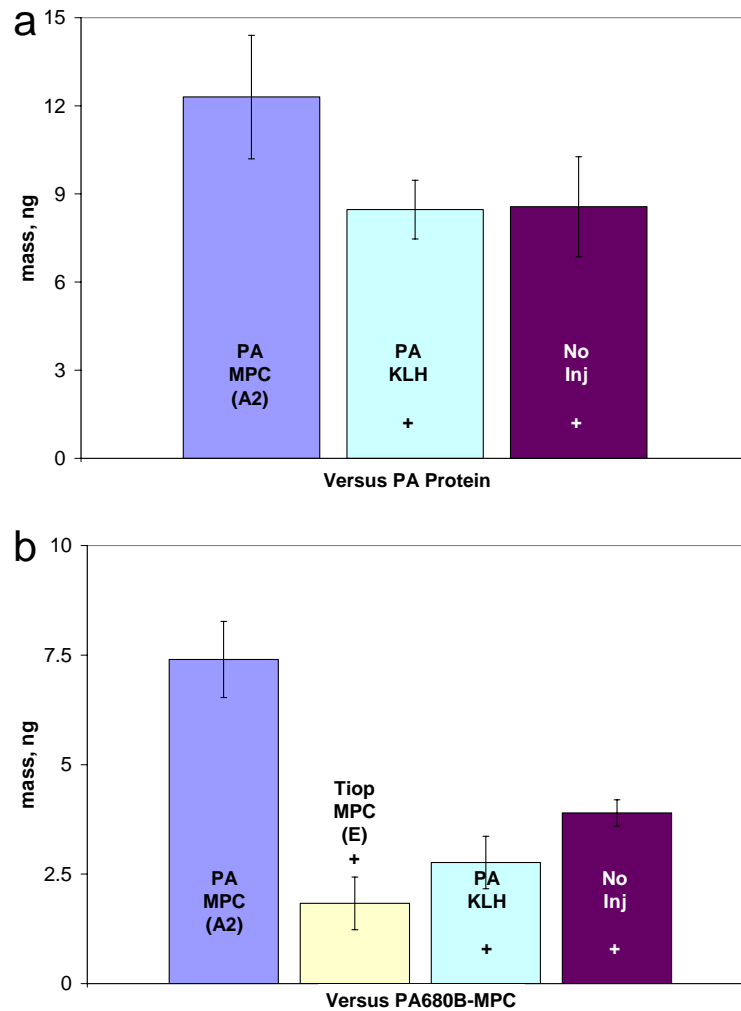 a
15
12
9
6
3
0
mass, ng
PA
MPC
(A2)
PA
KLH
+
No
Inj
+
Versus PA Protein
b
10
7.5
5
2.5
0
mass, ng
PA
MPC
(A2)
Tiop
MPC
(E)
+
PA
KLH
+
No
Inj
+
Versus PA680B-MPC